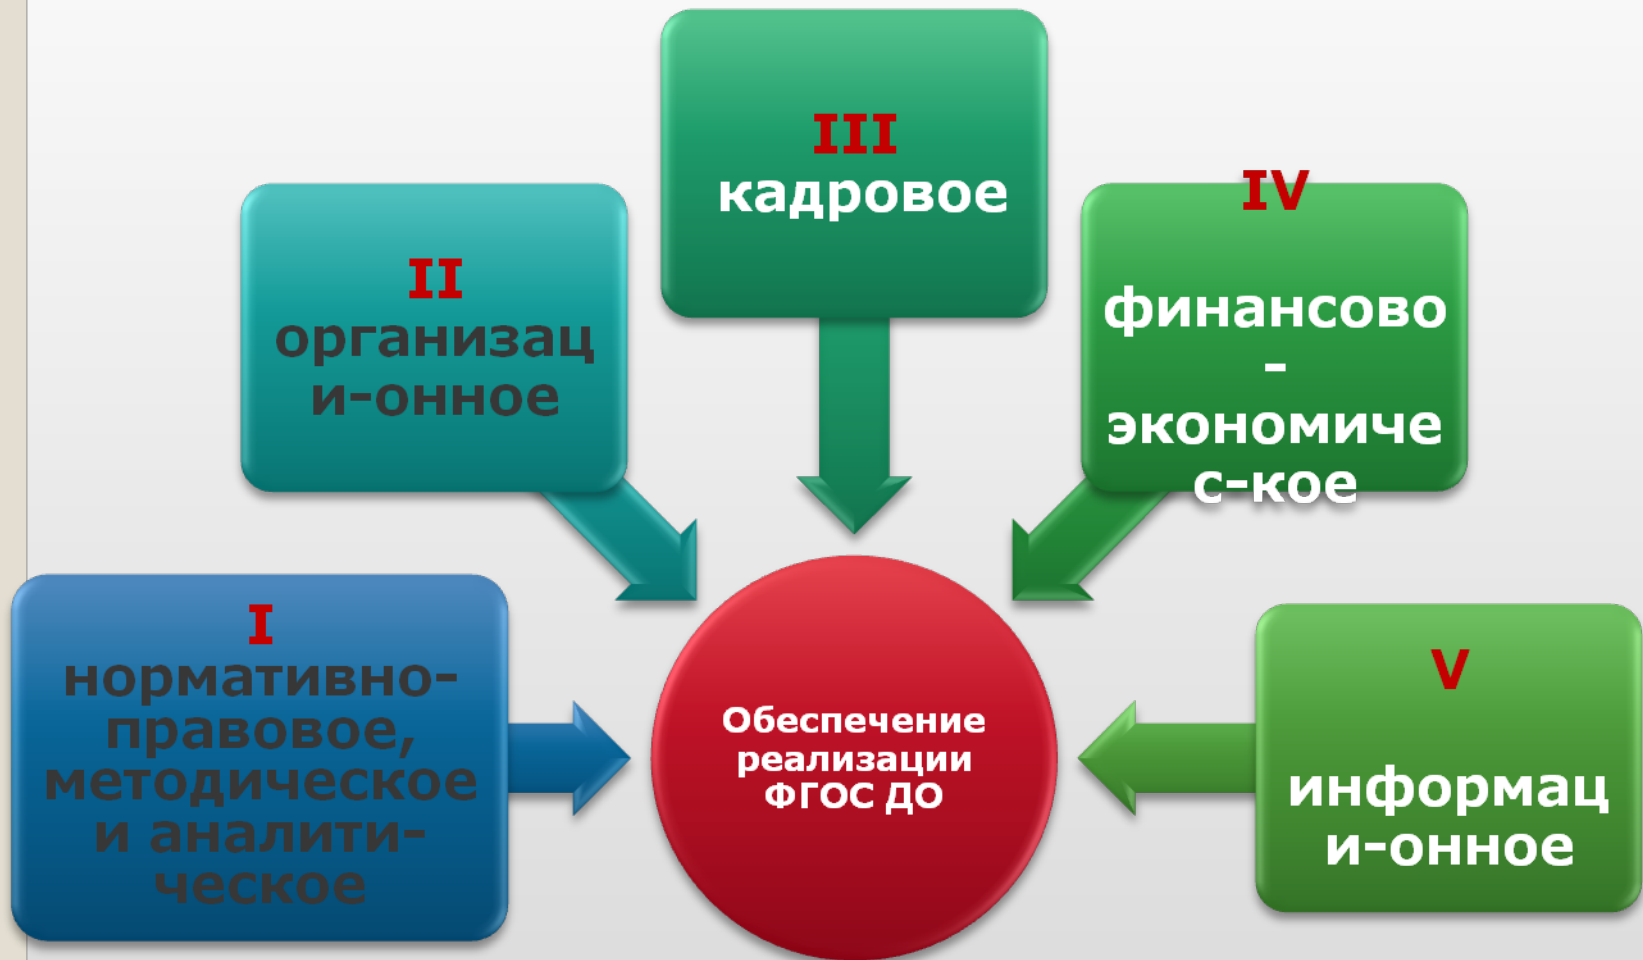 I
нормативно-
правовое,
методическое
и аналити-
ческое
II
организац
и-онное
III
кадровое
IV
финансово
-
экономиче
с-кое
V
информац
и-онное
Обеспечение
реализации
ФГОС ДО